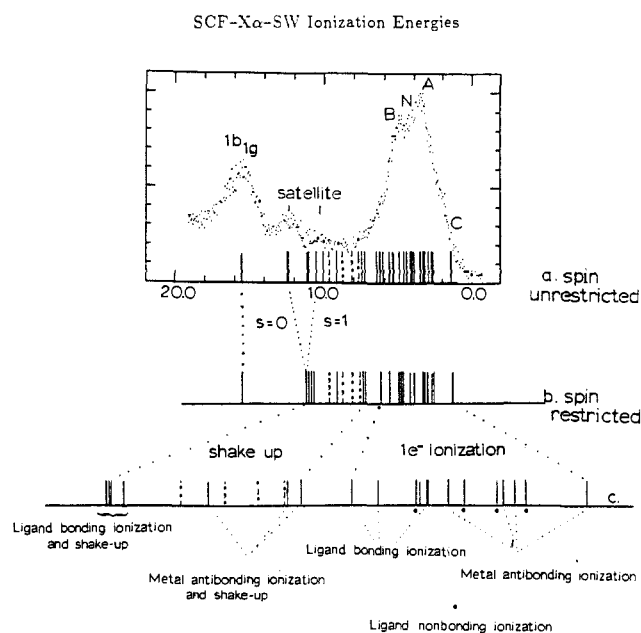 SCF-Xα-SW Ionization Energies
A
N
B
1b1g
satellite
C
a. spin
unrestricted
20.0 10.0 0.0
s=0 s=1
b. spin
restricted
shake up 1e⁻ ionization
c.
Ligand bonding ionization
and shake-up
Ligand bonding ionization
Metal antibonding ionization
and shake-up
Metal antibonding ionization
Ligand nonbonding ionization